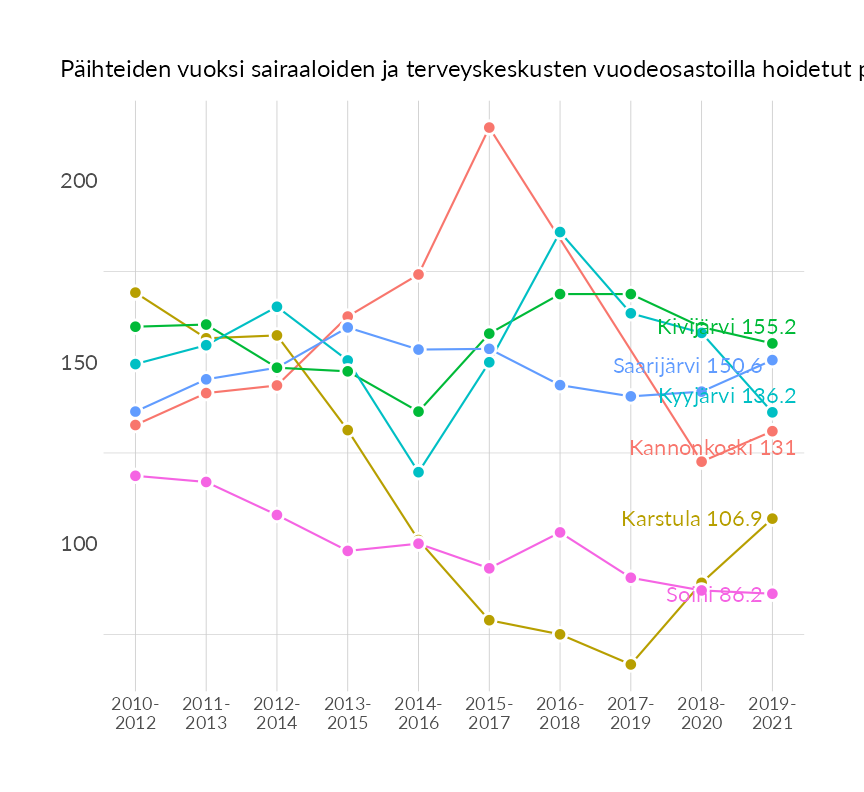 Päihteiden vuoksi sairaaloiden ja terveyskeskusten vuodeosastoilla hoidetut
200
150
100
Kivijärvi 155.2
Saarijärvi 150.6
Kyyjärvi 136.2
Kannonkoski 131
Karstula 106.9
Soini 86.2
2010- 2011- 2012- 2013- 2014- 2015- 2016- 2017- 2018- 2019-
2012 2013 2014 2015 2016 2017 2018 2019 2020 2021